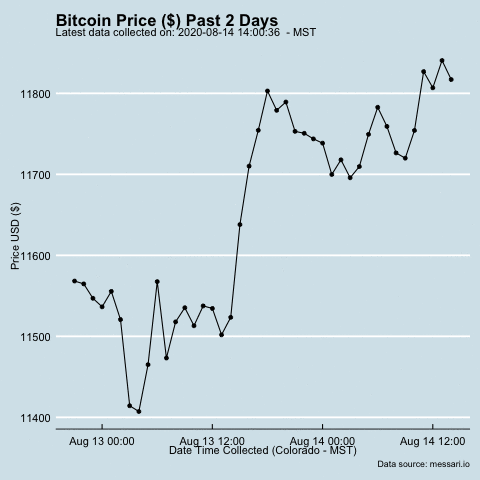 Bitcoin Price ($) Past 2 Days
Latest data collected on: 2020-08-14 14:00:36  - MST
11800
11700
11600
11500
11400
Price USD ($)
Aug 13 00:00
Aug 13 12:00
Aug 14 00:00
Aug 14 12:00
Date Time Collected (Colorado - MST)
Data source: messari.io